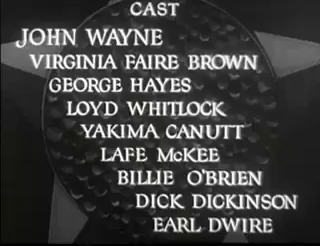 CAST
JOHN WAYNE
VIRGINIA FAIRE BROWN
GEORGE HAYES
LOYD WHITLOCK
YAKIMA CANUTT
LAFE McKEE
BILLIE O'BRIEN
DICK DICKINSON
EARL DWIRE